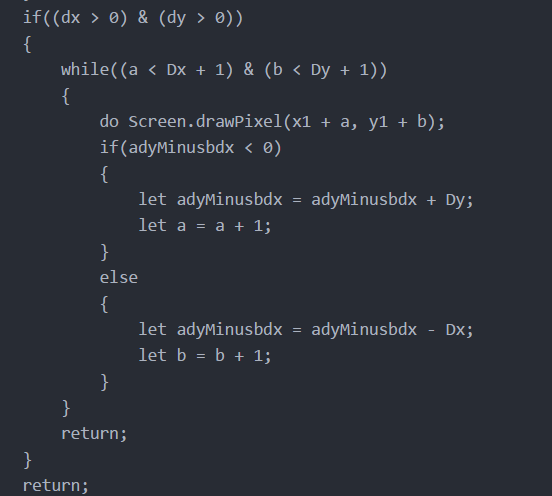 if((dx > 0) & (dy > 0))
{
    while((a < Dx + 1) & (b < Dy + 1))
    {
        do Screen.drawPixel(x1 + a, y1 + b);
        if(adyMinusbdx < 0)
        {
            let adyMinusbdx = adyMinusbdx + Dy;
            let a = a + 1;
        }
        else
        {
            let adyMinusbdx = adyMinusbdx - Dx;
            let b = b + 1;
        }
    }
    return;
}
return;